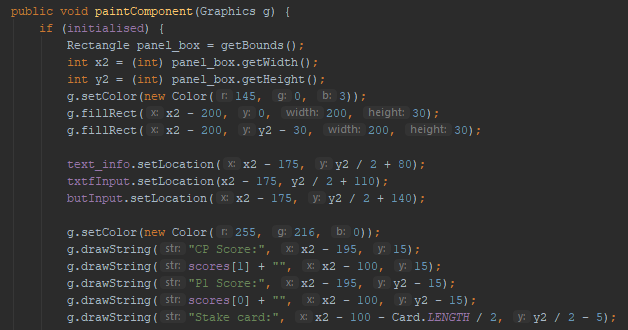 public void paintComponent(Graphics g) {
if (initialised) {
Rectangle panel_box = getBounds();
int x2 = (int) panel_box.getWidth();
int y2 = (int) panel_box.getHeight();
g.setColor(new Color( r: 145, g: 0, b: 3));
g.fillRect( x: x2 - 200, y: 0, width: 200, height: 30);
g.fillRect( x: x2 - 200, y: y2 - 30, width: 200, height: 30);
text_info.setLocation( x: x2 - 175, y: y2 / 2 + 80);
txtfInput.setLocation(x2 - 175, y2 / 2 + 110);
butInput.setLocation( x: x2 - 175, y: y2 / 2 + 140);
g.setColor(new Color( r: 255, g: 216, b: 0));
g.drawString( str: "CP Score:", x: x2 - 195, y: 15);
g.drawString( str: scores[1] + "", x: x2 - 100, y: 15);
g.drawString( str: "Pl Score:", x: x2 - 195, y: y2 - 15);
g.drawString( str: scores[0] + "", x: x2 - 100, y: y2 - 15);
g.drawString( str: "Stake card:", x: x2 - 100 - Card.LENGTH / 2, y: y2 / 2 - 5);